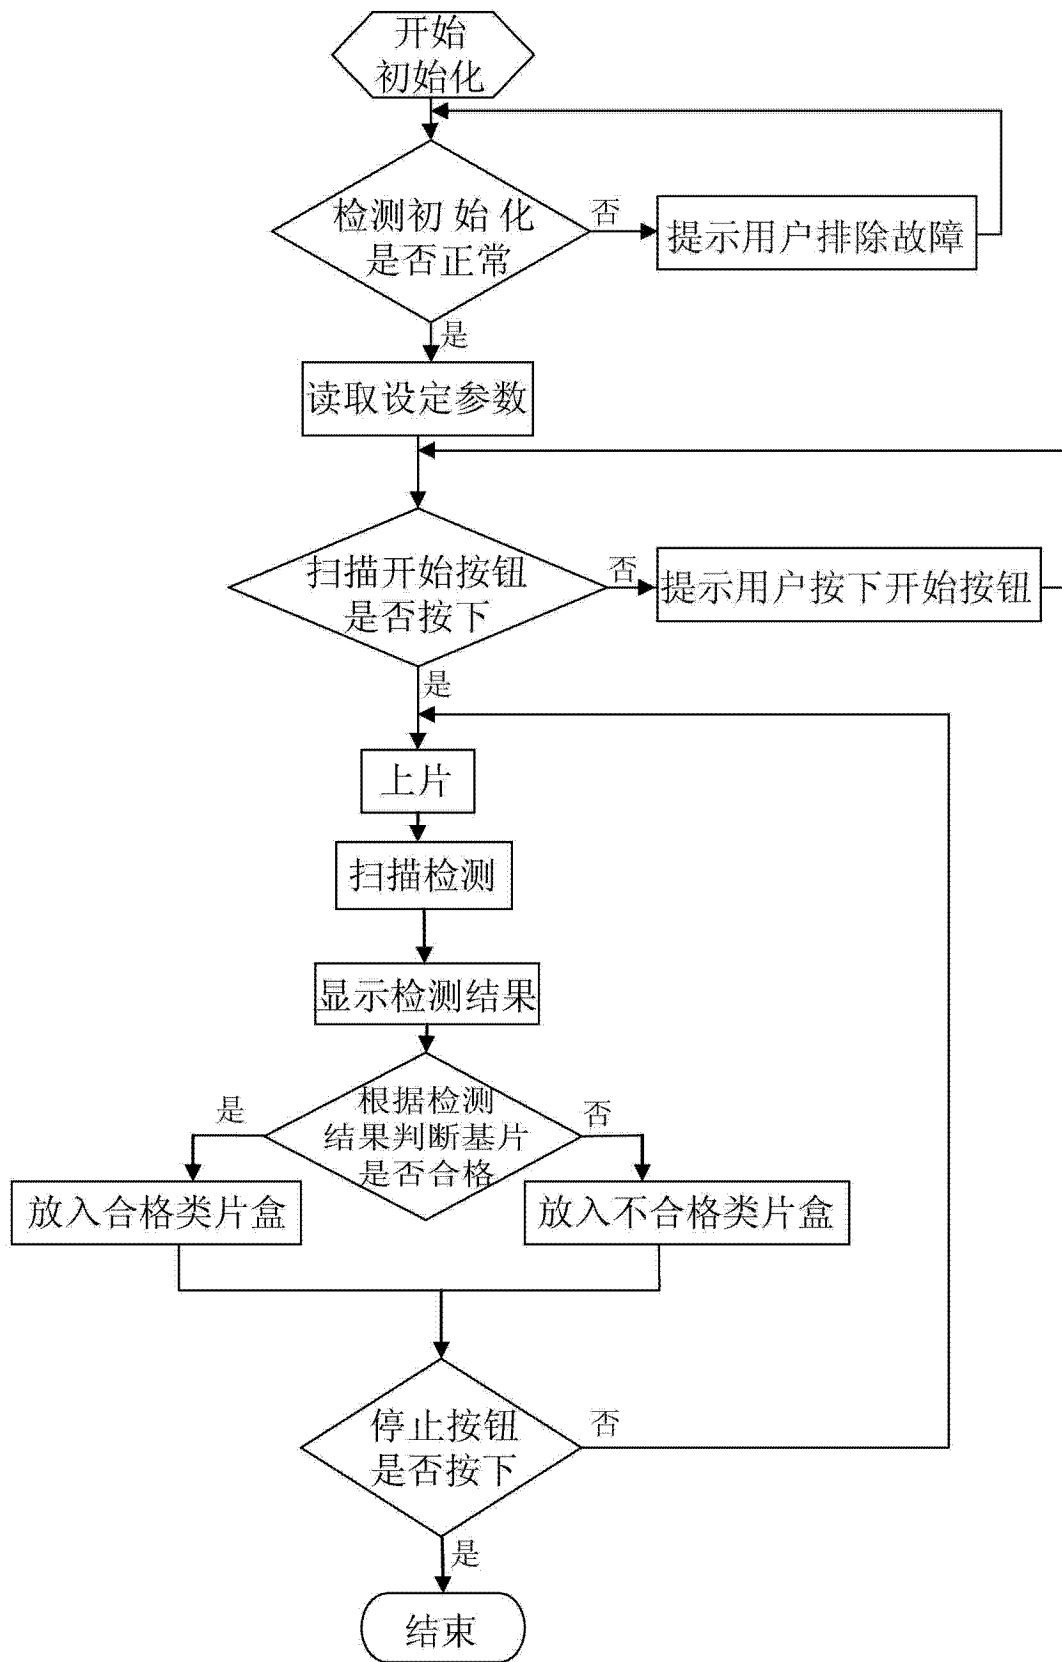 开始
初始化
检测初始化
是否正常
否
提示用户排除故障
是
读取设定参数
扫描开始按钮
是否按下
否
提示用户按下开始按钮
是
上片
扫描检测
显示检测结果
根据检测
结果判断基片
是否合格
是
否
放入合格类片盒
放入不合格类片盒
停止按钮
是否按下
否
是
结束